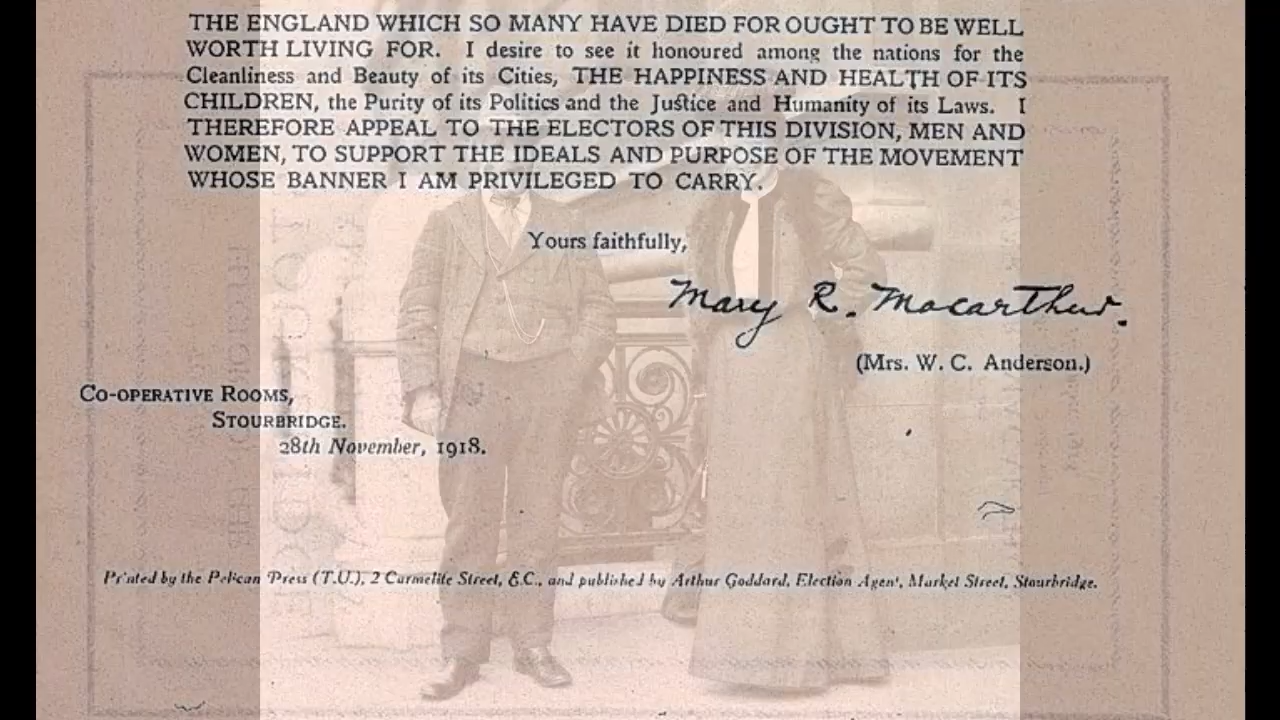 THE ENGLAND WHICH SO MANY HAVE DIED FOR OUGHT TO BE WELL
WORTH LIVING FOR. I desire to see it honoured among the nations for the
Cleanliness and Beauty of its Cities, THE HAPPINESS AND HEALTH OF ITS
CHILDREN, the Purity of its Politics and the Justice and Humanity of its Laws. I
THEREFORE APPEAL TO THE ELECTORS OF THIS DIVISION, MEN AND
WOMEN, TO SUPPORT THE IDEALS AND PURPOSE OF THE MOVEMENT
WHOSE BANNER I AM PRIVILEGED TO CARRY.
Yours faithfully,
Mary R. Macarthur.
(Mrs. W. C. Anderson.)
CO-OPERATIVE ROOMS,
STOURBRIDGE.
28th November, 1918.
Printed by the Pelican Press (T.U.), 2 Carmelite Street, E.C., and published by Arthur Goddard, Election Agent, Market Street, Stourbridge.